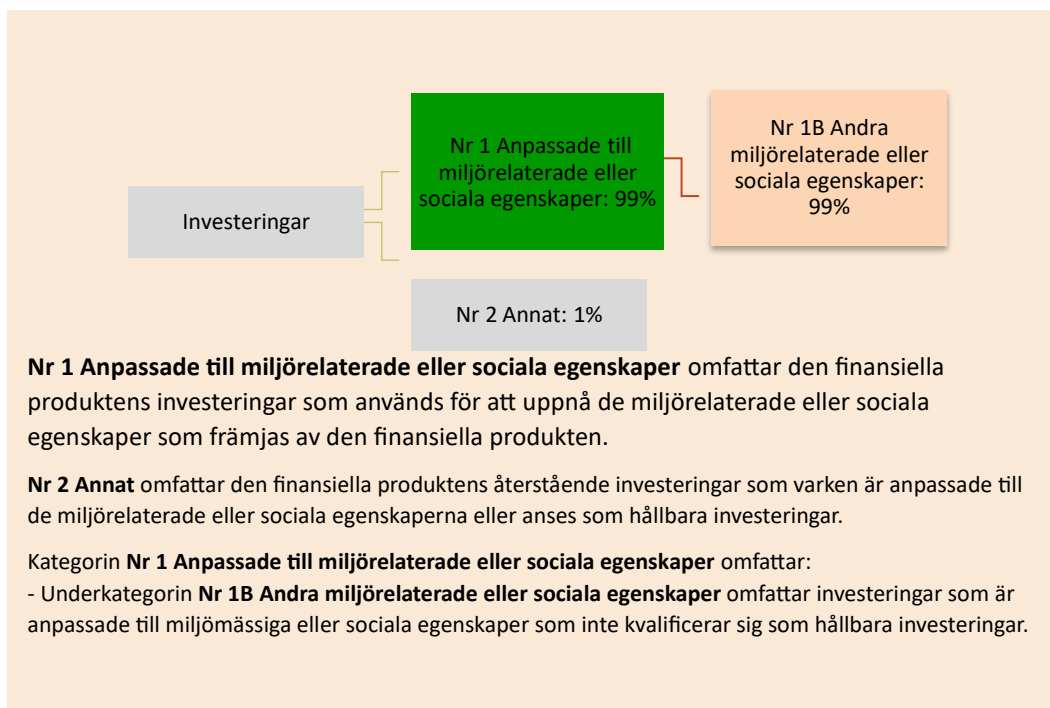 Nr 1 Anpassade till
miljörelaterade eller
sociala egenskaper: 99%
Nr 1B Andra
miljörelaterade eller
sociala egenskaper:
99%
Investeringar
Nr 2 Annat: 1%
Nr 1 Anpassade till miljörelaterade eller sociala egenskaper omfattar den finansiella
produktens investeringar som används för att uppnå de miljörelaterade eller sociala
egenskaper som främjas av den finansiella produkten.
Nr 2 Annat omfattar den finansiella produktens återstående investeringar som varken är anpassade till
de miljörelaterade eller sociala egenskaperna eller anses som hållbara investeringar.
Kategorin Nr 1 Anpassade till miljörelaterade eller sociala egenskaper omfattar:
- Underkategorin Nr 1B Andra miljörelaterade eller sociala egenskaper omfattar investeringar som är
anpassade till miljömässiga eller sociala egenskaper som inte kvalificerar sig som hållbara investeringar.